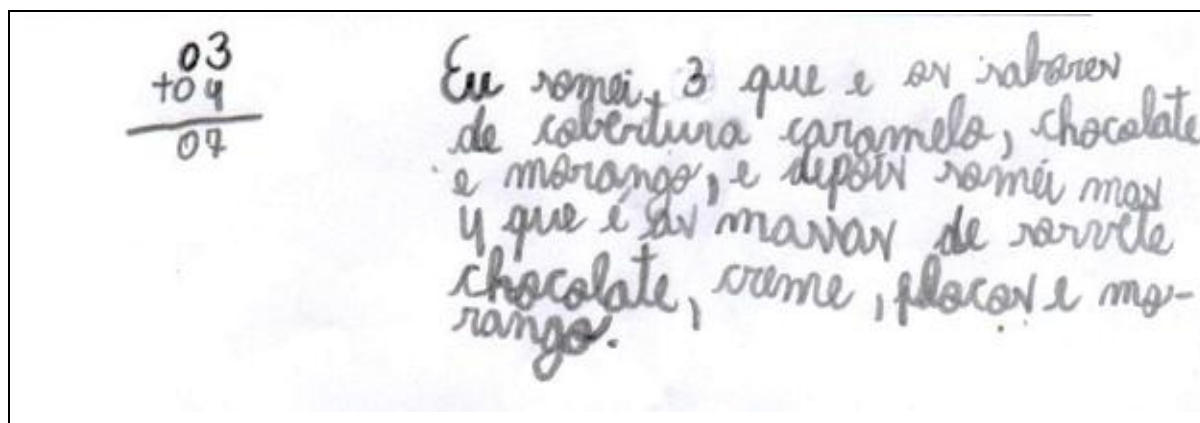 03
+04
07
Eu somei, 3 que e os sabores
de cobertura caramelo, chocolate
e morango, e depois somei mas
4 que é as massas de sorvete
chocolate, creme, flocos e mo-
rango.